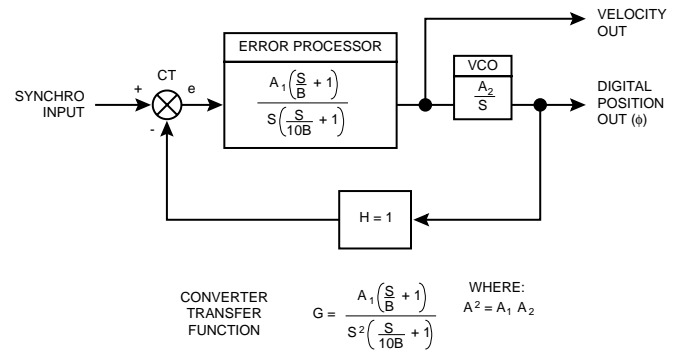 VELOCITY
OUT
ERROR PROCESSOR
A₁(S/B + 1)
S(S/10B + 1)
CT
+
e
-
SYNCHRO
INPUT
VCO
A₂
S
DIGITAL
POSITION
OUT (ϕ)
H = 1
CONVERTER
TRANSFER
FUNCTION
G = A₁(S/B + 1) / S²(S/10B + 1)
WHERE:
A² = A₁ A₂